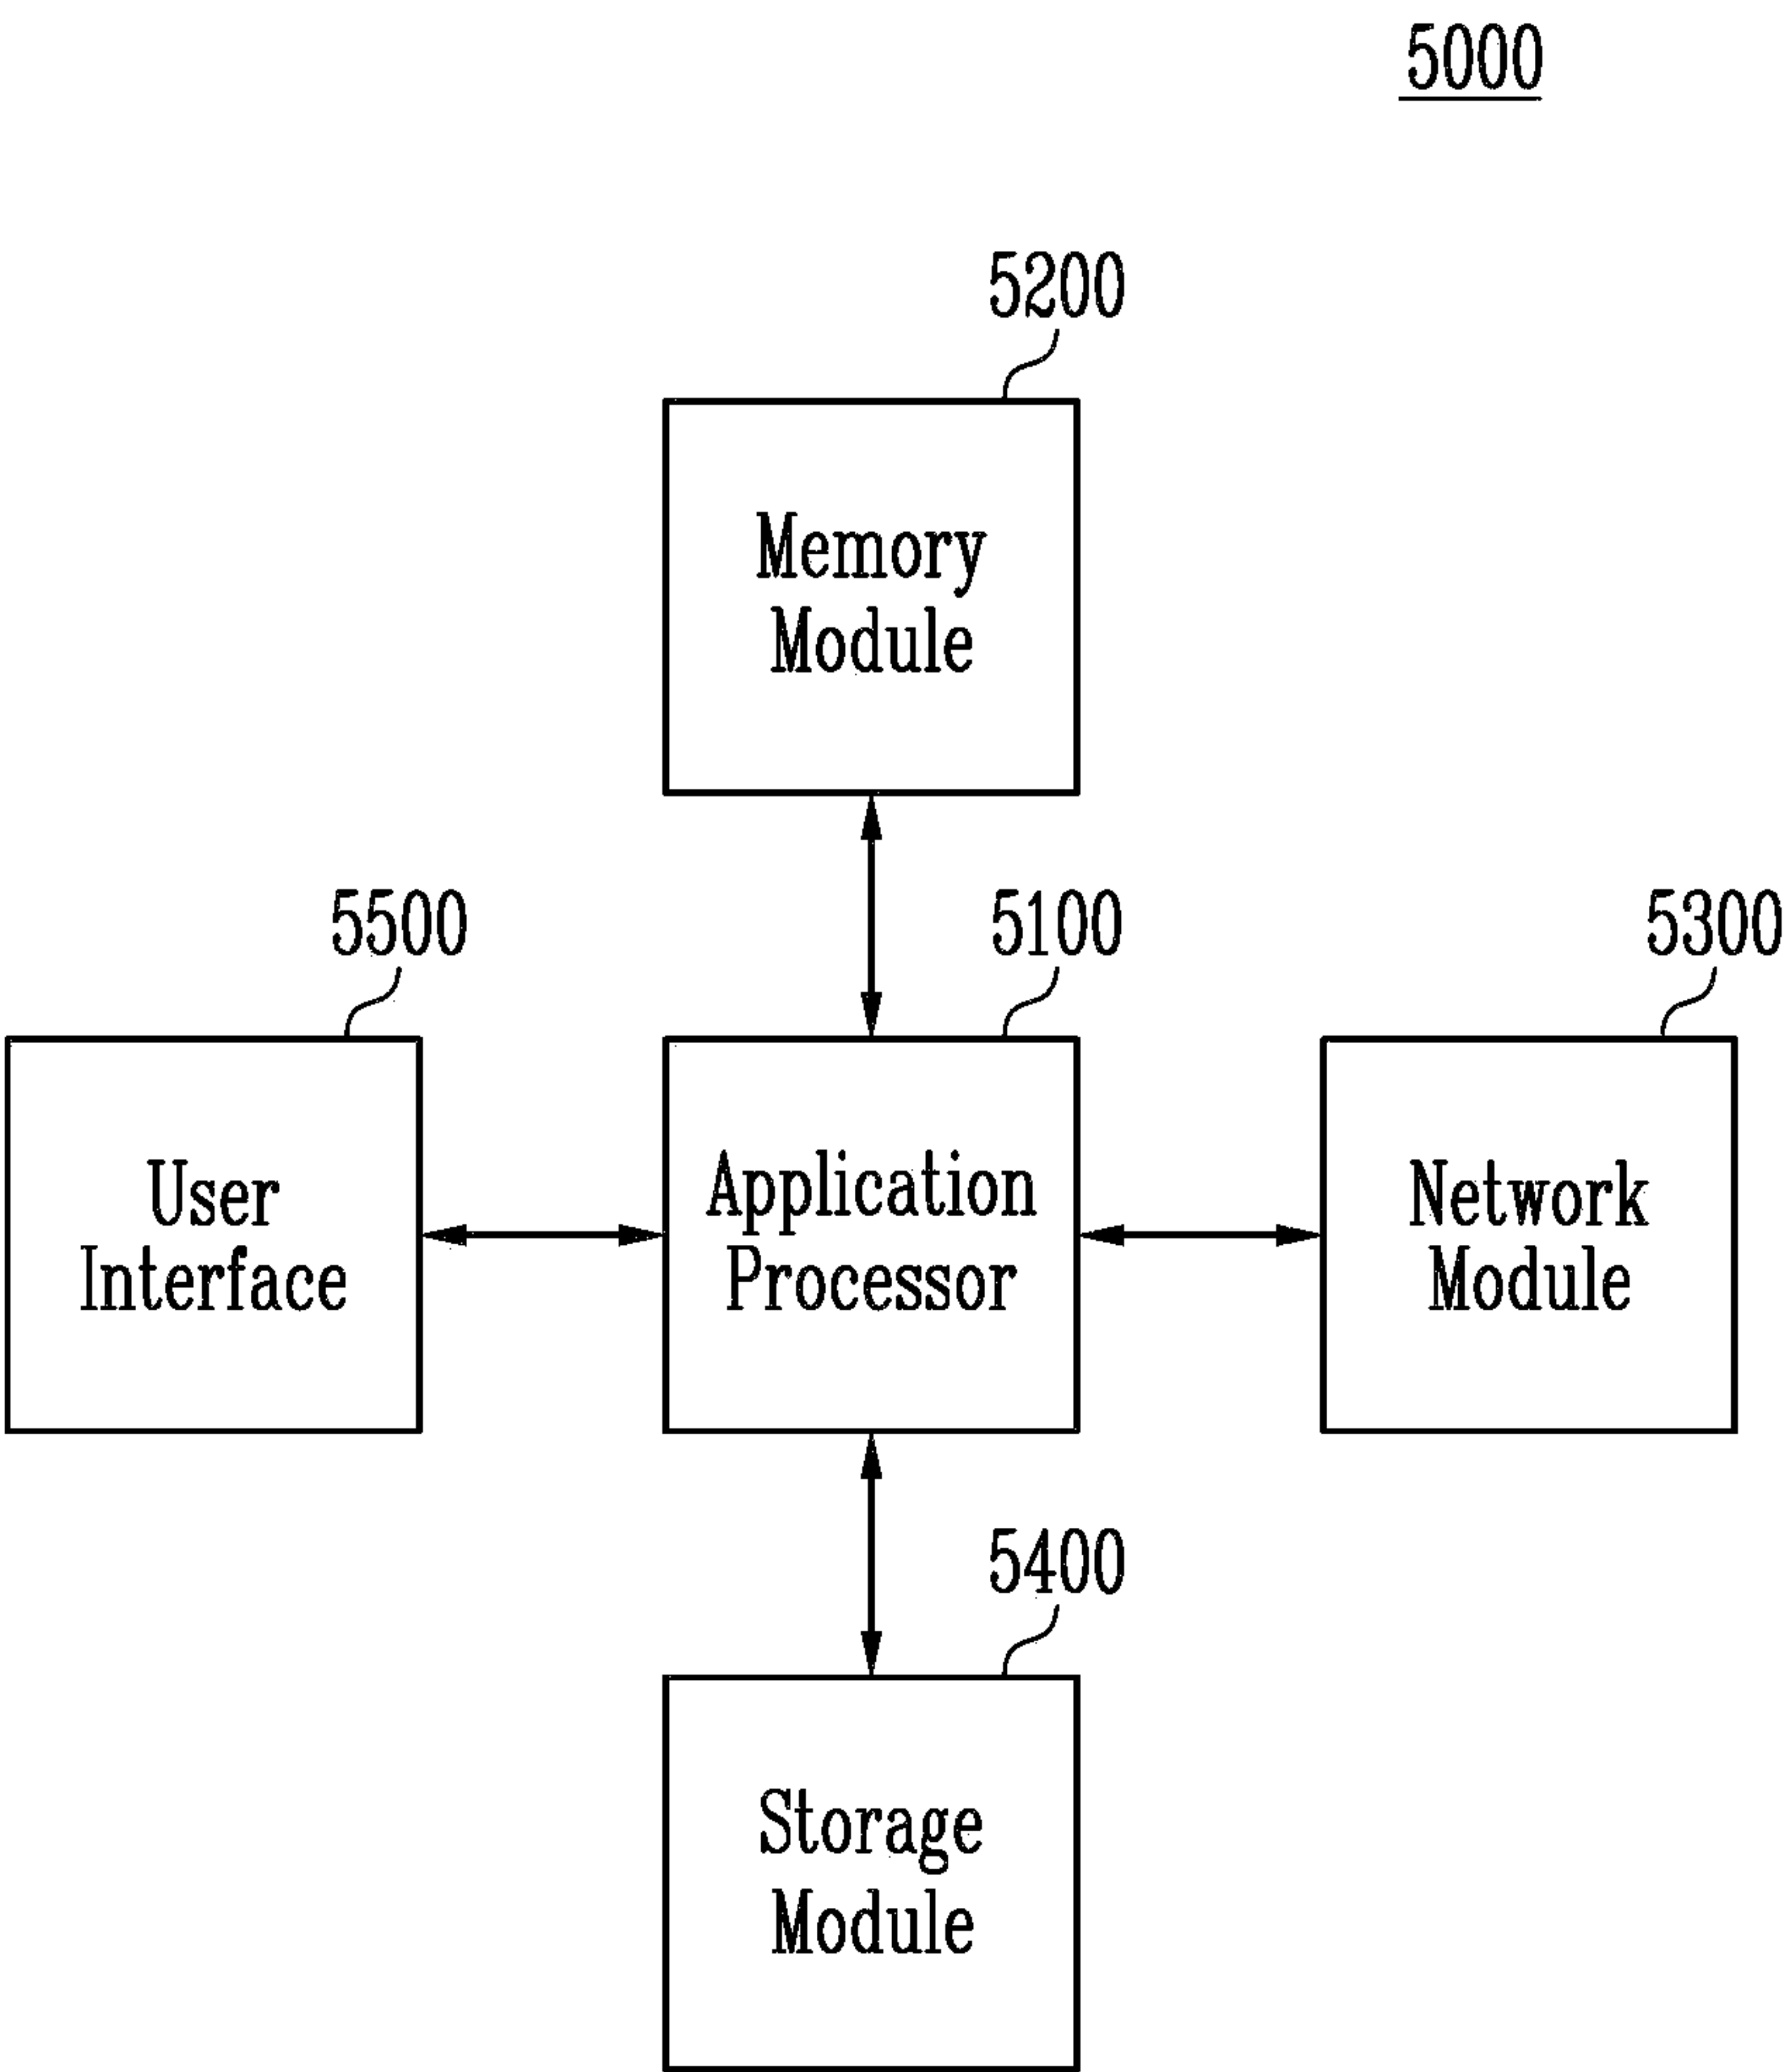 5000
5200
Memory
Module
5500
5100
5300
User
Interface
Application
Processor
Network
Module
5400
Storage
Module